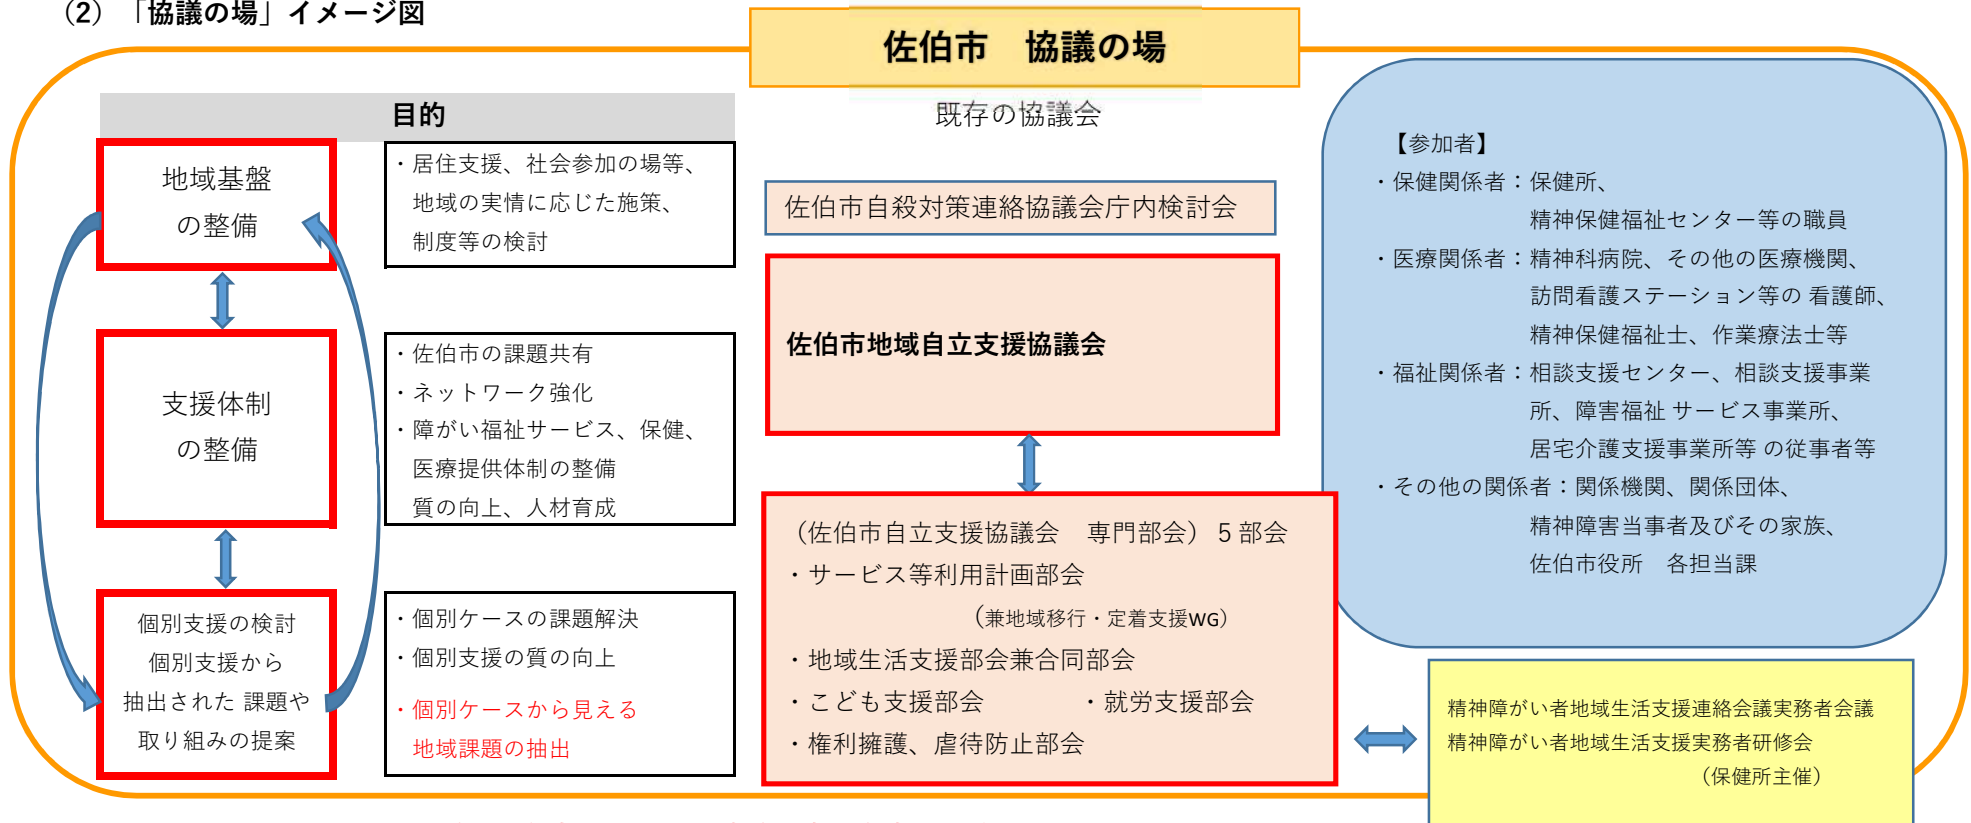 （2）「協議の場」イメージ図
佐伯市　協議の場
既存の協議会
目的
地域基盤
の整備
・居住支援、社会参加の場等、
地域の実情に応じた施策、
制度等の検討
支援体制
の整備
・佐伯市の課題共有
・ネットワーク強化
・障がい福祉サービス、保健、
医療提供体制の整備
質の向上、人材育成
個別支援の検討
個別支援から
抽出された 課題や
取り組みの提案
・個別ケースの課題解決
・個別支援の質の向上
・個別ケースから見える
地域課題の抽出
佐伯市自殺対策連絡協議会庁内検討会
佐伯市地域自立支援協議会
（佐伯市自立支援協議会　専門部会）５部会
・サービス等利用計画部会
（兼地域移行・定着支援WG）
・地域生活支援部会兼合同部会
・こども支援部会　　　　・就労支援部会
・権利擁護、虐待防止部会
【参加者】
・保健関係者：保健所、
精神保健福祉センター等の職員
・医療関係者：精神科病院、その他の医療機関、
訪問看護ステーション等の 看護師、
精神保健福祉士、作業療法士等
・福祉関係者：相談支援センター、相談支援事業
所、障害福祉 サービス事業所、
居宅介護支援事業所等 の従事者等
・その他の関係者：関係機関、関係団体、
精神障害当事者及びその家族、
佐伯市役所　各担当課
精神障がい者地域生活支援連絡会議実務者会議
精神障がい者地域生活支援実務者研修会
（保健所主催）